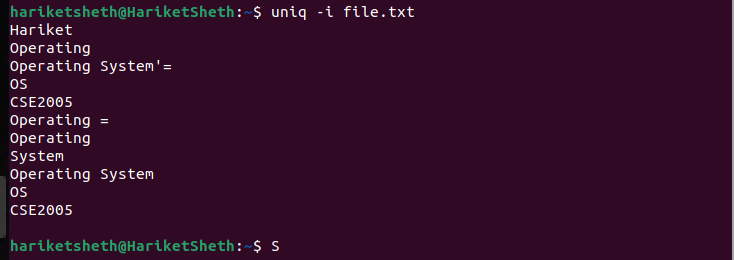 hariketsheth@HariketSheth:~$ uniq -i file.txt
Hariket
Operating
Operating System'=
OS
CSE2005
Operating =
Operating
System
Operating System
OS
CSE2005
hariketsheth@HariketSheth:~$ S